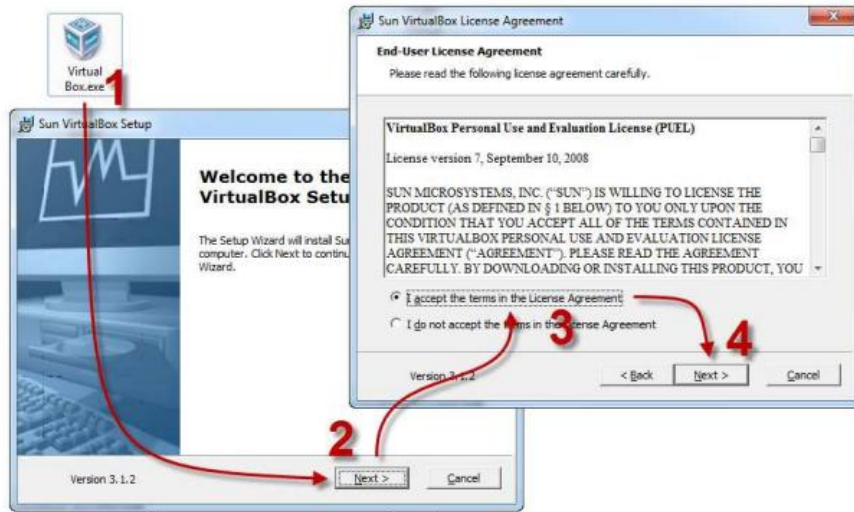 Virtual
Box.exe
1
Sun VirtualBox Setup
Welcome to the
VirtualBox Setu
The Setup Wizard will install Su
computer. Click Next to continu
Wizard.
2
Version 3.1.2
Next >
Cancel
Sun VirtualBox License Agreement
End-User License Agreement
Please read the following license agreement carefully.
VirtualBox Personal Use and Evaluation License (PUEL)
License version 7, September 10, 2008
SUN MICROSYSTEMS, INC. ("SUN") IS WILLING TO LICENSE THE
PRODUCT (AS DEFINED IN § 1 BELOW) TO YOU ONLY UPON THE
CONDITION THAT YOU ACCEPT ALL OF THE TERMS CONTAINED IN
THIS VIRTUALBOX PERSONAL USE AND EVALUATION LICENSE
AGREEMENT ("AGREEMENT"). PLEASE READ THE AGREEMENT
CAREFULLY. BY DOWNLOADING OR INSTALLING THIS PRODUCT, YOU
I accept the terms in the License Agreement
I do not accept the terms in the License Agreement
3
4
Version 3.1.2
< Back
Next >
Cancel